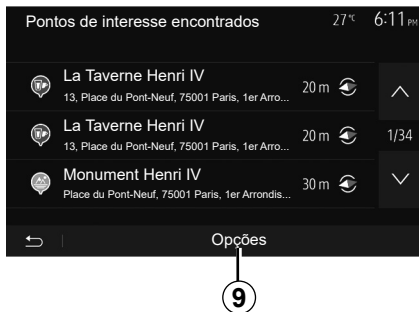 Pontos de interesse encontrados 27°C 6:11 PM
La Taverne Henri IV
13, Place du Pont-Neuf, 75001 Paris, 1er Arro... 20 m
La Taverne Henri IV
13, Place du Pont-Neuf, 75001 Paris, 1er Arro... 20 m 1/34
Monument Henri IV
Place du Pont-Neuf, 75001 Paris, 1er Arrondis... 30 m
Opções
9